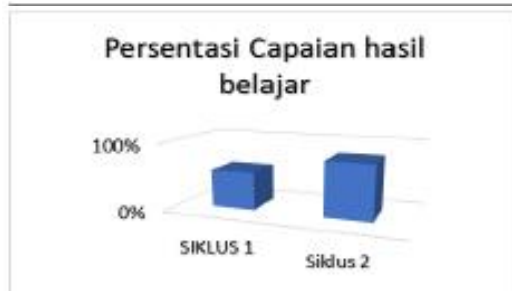 Persentasi Capaian hasil
belajar
100%
0%
SIKLUS 1
Siklus 2